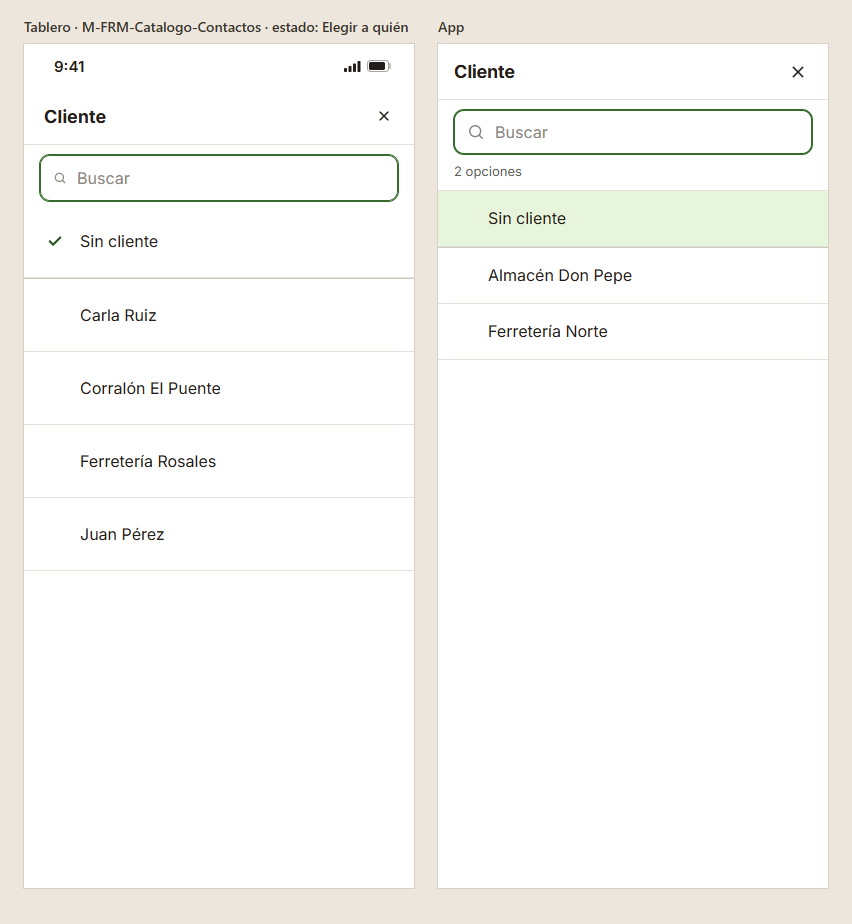 Tablero · M-FRM-Catalogo-Contactos · estado: Elegir a quién
9:41
Cliente
Buscar
Sin cliente
Carla Ruiz
Corralón El Puente
Ferretería Rosales
Juan Pérez
App
Cliente
Buscar
2 opciones
Sin cliente
Almacén Don Pepe
Ferretería Norte